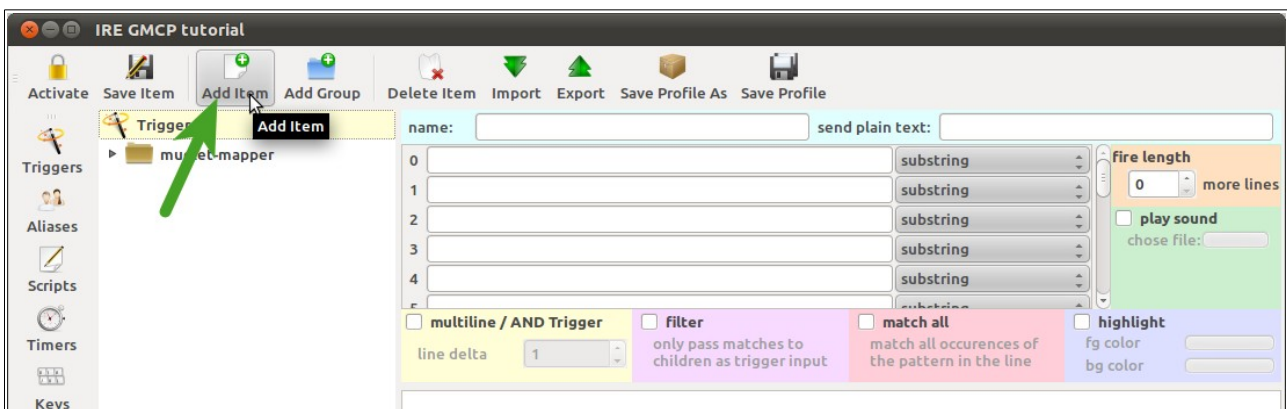 IRE GMCP tutorial
Activate Save Item Add Item Add Group Delete Item Import Export Save Profile As Save Profile
Add Item
name: send plain text:
mapper
Triggers
Aliases
Scripts
Timers
Keys
0 substring
1 substring
2 substring
3 substring
4 substring
5 substring
fire length
0 more lines
play sound
chose file:
multiline / AND Trigger
line delta 1
filter
only pass matches to
children as trigger input
match all
match all occurences of
the pattern in the line
highlight
fg color
bg color